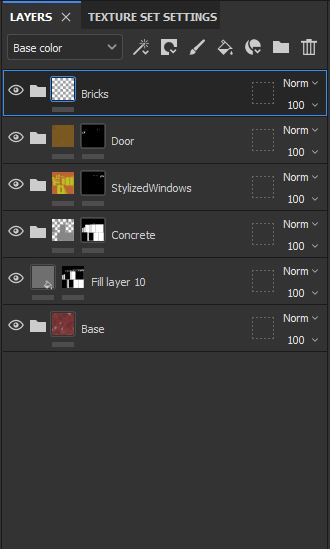 LAYERS × TEXTURE SET SETTINGS
Base color
Norm
Bricks
100
Norm
Door
100
Norm
StylizedWindows
100
Norm
Concrete
100
Norm
Fill layer 10
100
Norm
Base
100